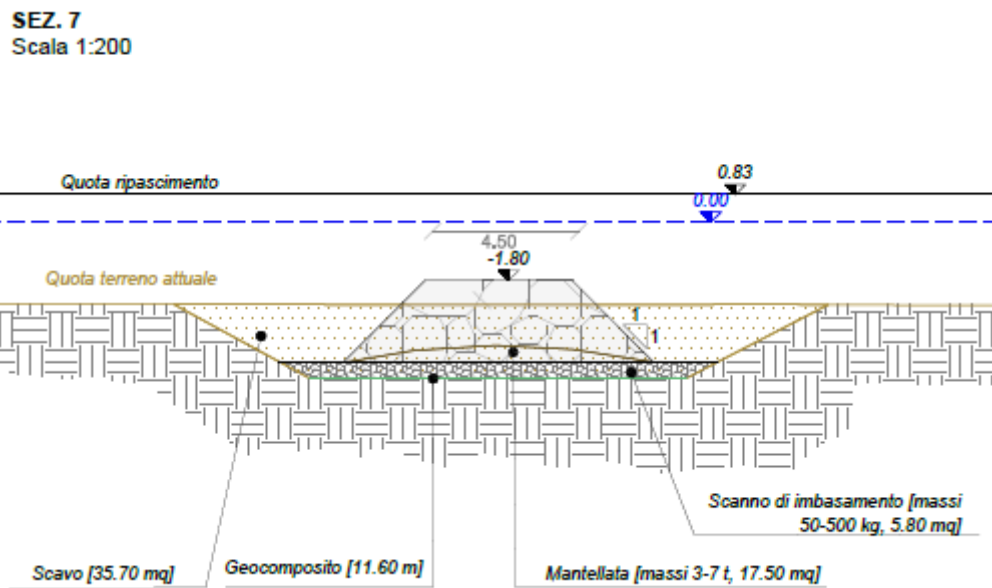 SEZ. 7
Scala 1:200
Quota ripascimento
0.83
0.00
4.50
-1.80
Quota terreno attuale
1
1
Scanno di imbasamento [massi
50-500 kg, 5.80 mq]
Scavo [35.70 mq]
Geocomposito [11.60 m]
Mantellata [massi 3-7 t, 17.50 mq]